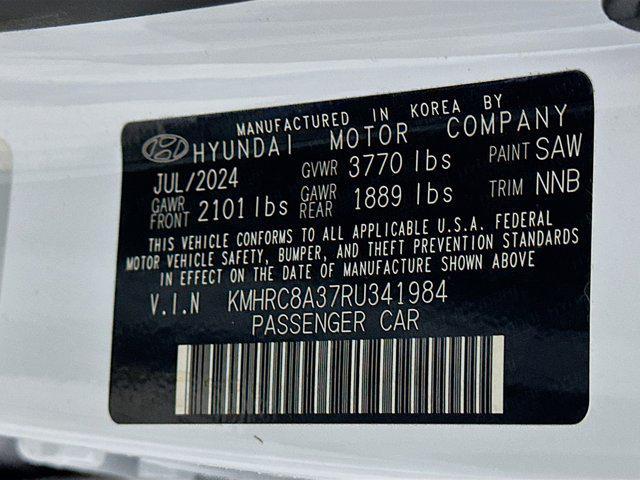 MANUFACTURED IN KOREA BY
HYUNDAI MOTOR COMPANY
JUL/2024 GVWR 3770 lbs PAINT SAW
GAWR FRONT 2101 lbs GAWR REAR 1889 lbs TRIM NNB
THIS VEHICLE CONFORMS TO ALL APPLICABLE U.S.A. FEDERAL
MOTOR VEHICLE SAFETY, BUMPER, AND THEFT PREVENTION STANDARDS
IN EFFECT ON THE DATE OF MANUFACTURE SHOWN ABOVE
V.I.N KMHRC8A37RU341984
PASSENGER CAR